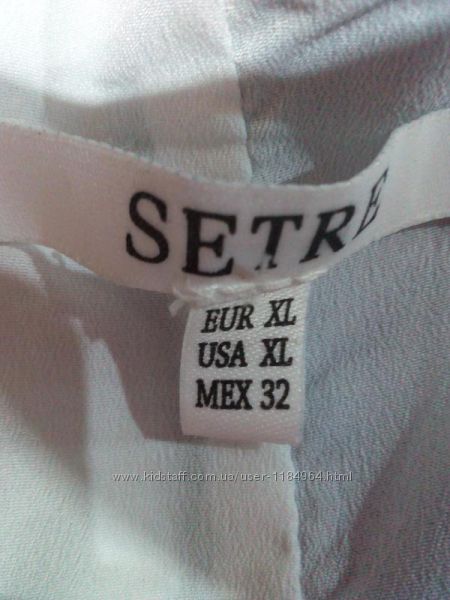 SETRE
EUR XL
USA XL
MEX 32
www.kidstaff.com.ua/user-1184964.html